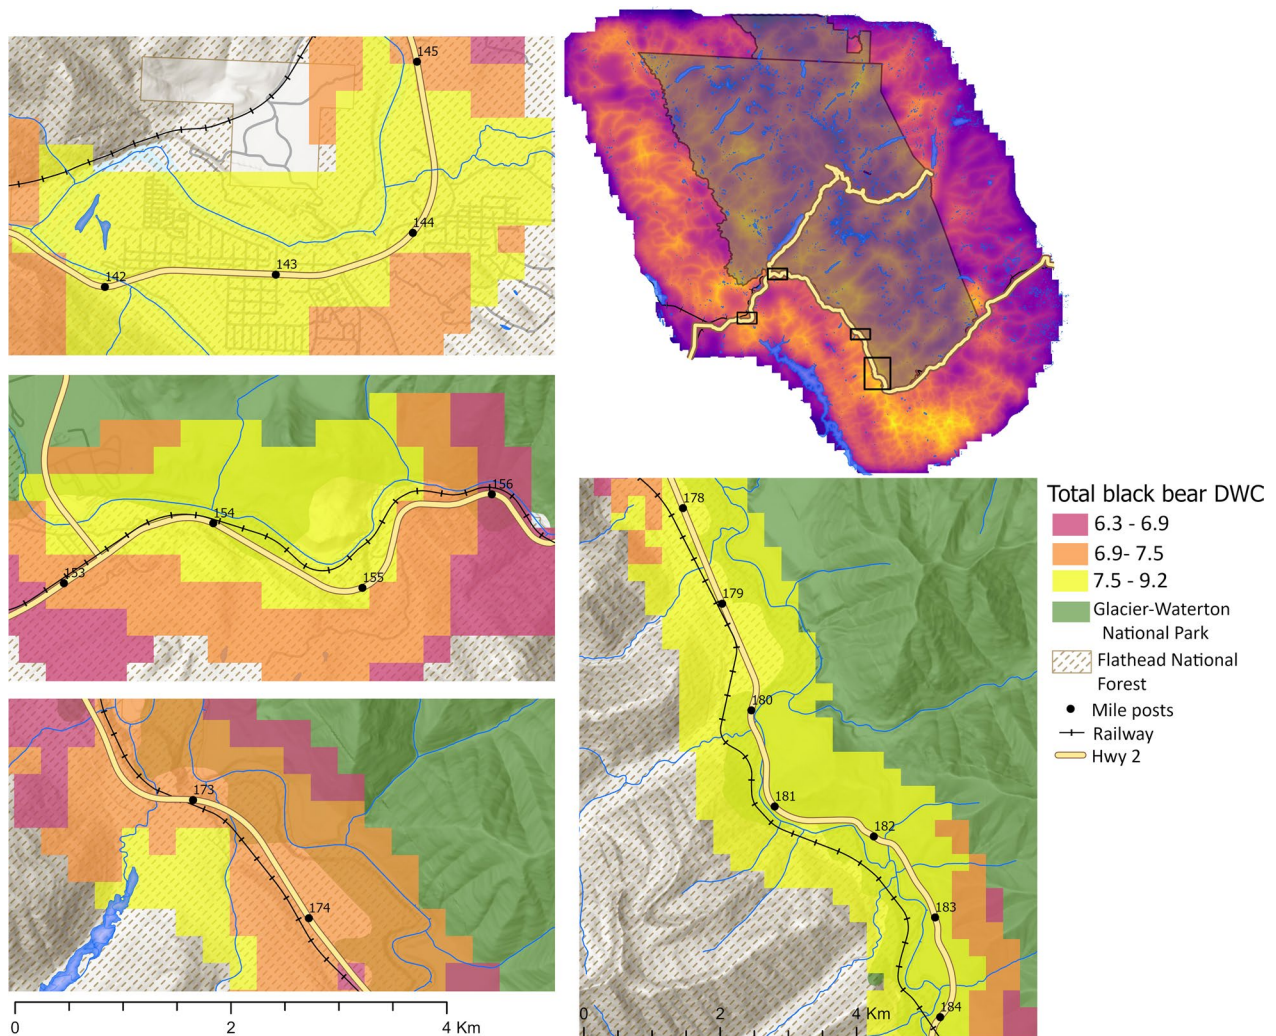 145
144
143
142
156
154
155
153
173
174
0
2
4 Km
178
179
180
181
182
183
184
0
2
4 Km
Total black bear DWC
6.3 - 6.9
6.9- 7.5
7.5 - 9.2
Glacier-Waterton
National Park
Flathead National
Forest
Mile posts
Railway
Hwy 2